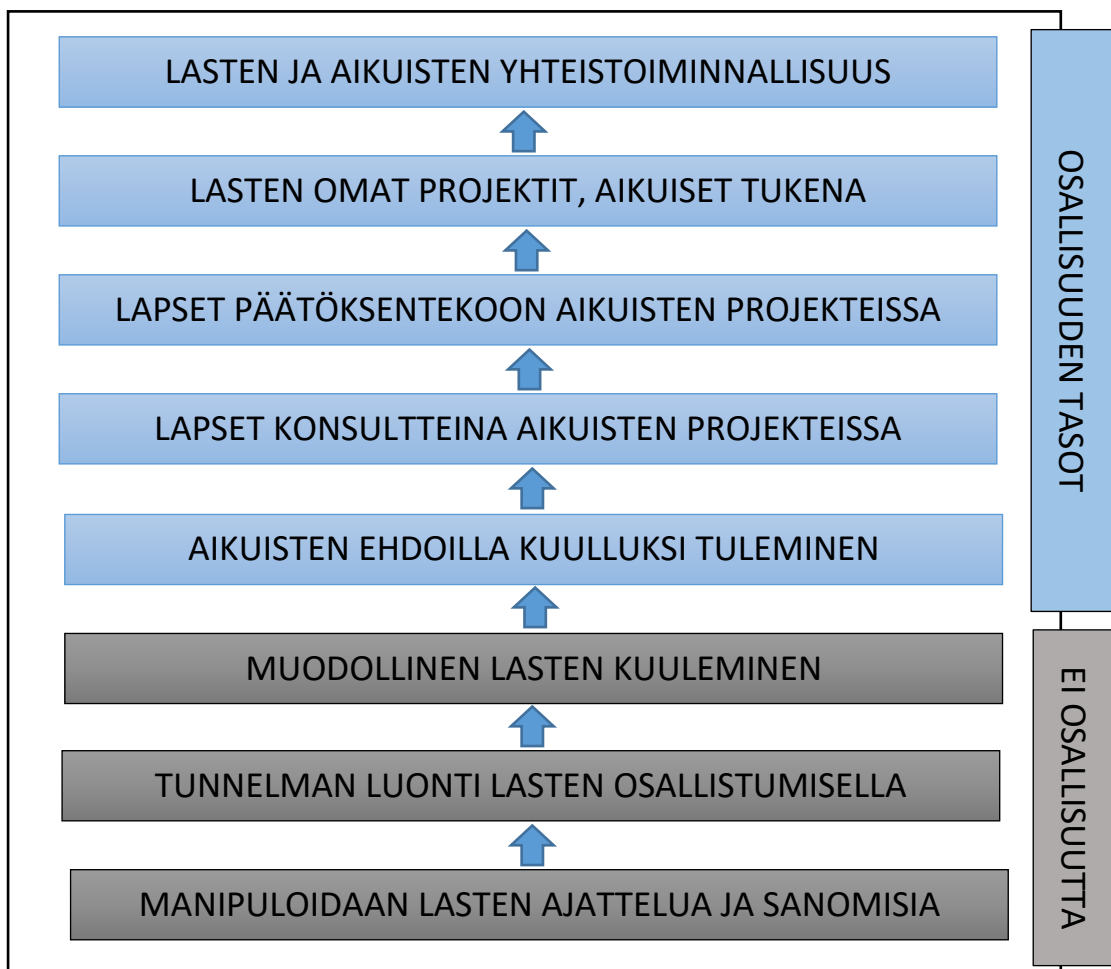 LASTEN JA AIKUISTEN YHTEISTOIMINNALLISUUS
LASTEN OMAT PROJEKTIT, AIKUISET TUKENA
LAPSET PÄÄTÖKSENTEKOON AIKUISTEN PROJEKTEISSA
LAPSET KONSULTTEINA AIKUISTEN PROJEKTEISSA
AIKUISTEN EHDOILLA KUULLUKSI TULEMINEN
MUODOLLINEN LASTEN KUULEMINEN
TUNNELMAN LUONTI LASTEN OSALLISTUMISELLA
MANIPULOIDAAN LASTEN AJATTELUA JA SANOMISIA
OSALLISUUDEN TASOT
EI OSALLISUUTTA